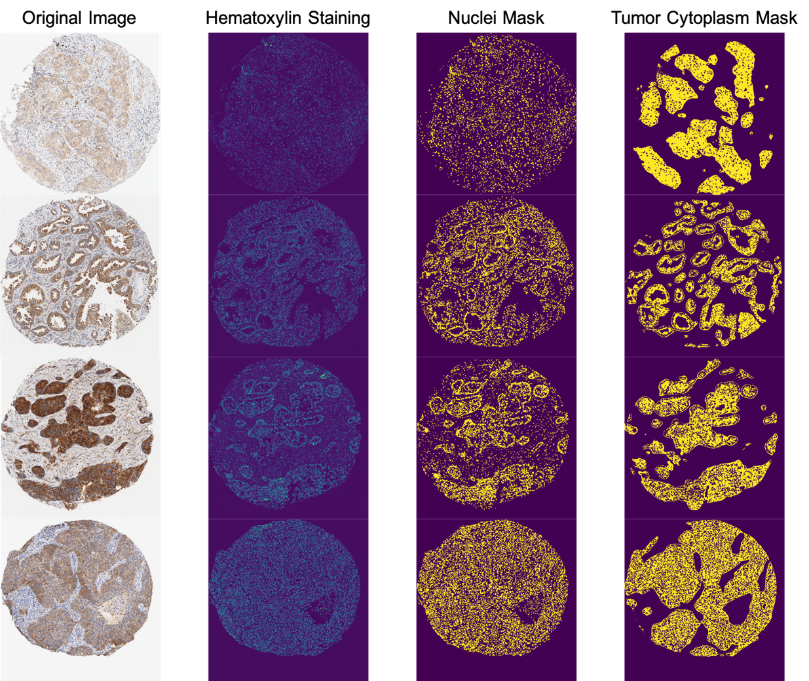 Original Image
Hematoxylin Staining
Nuclei Mask
Tumor Cytoplasm Mask